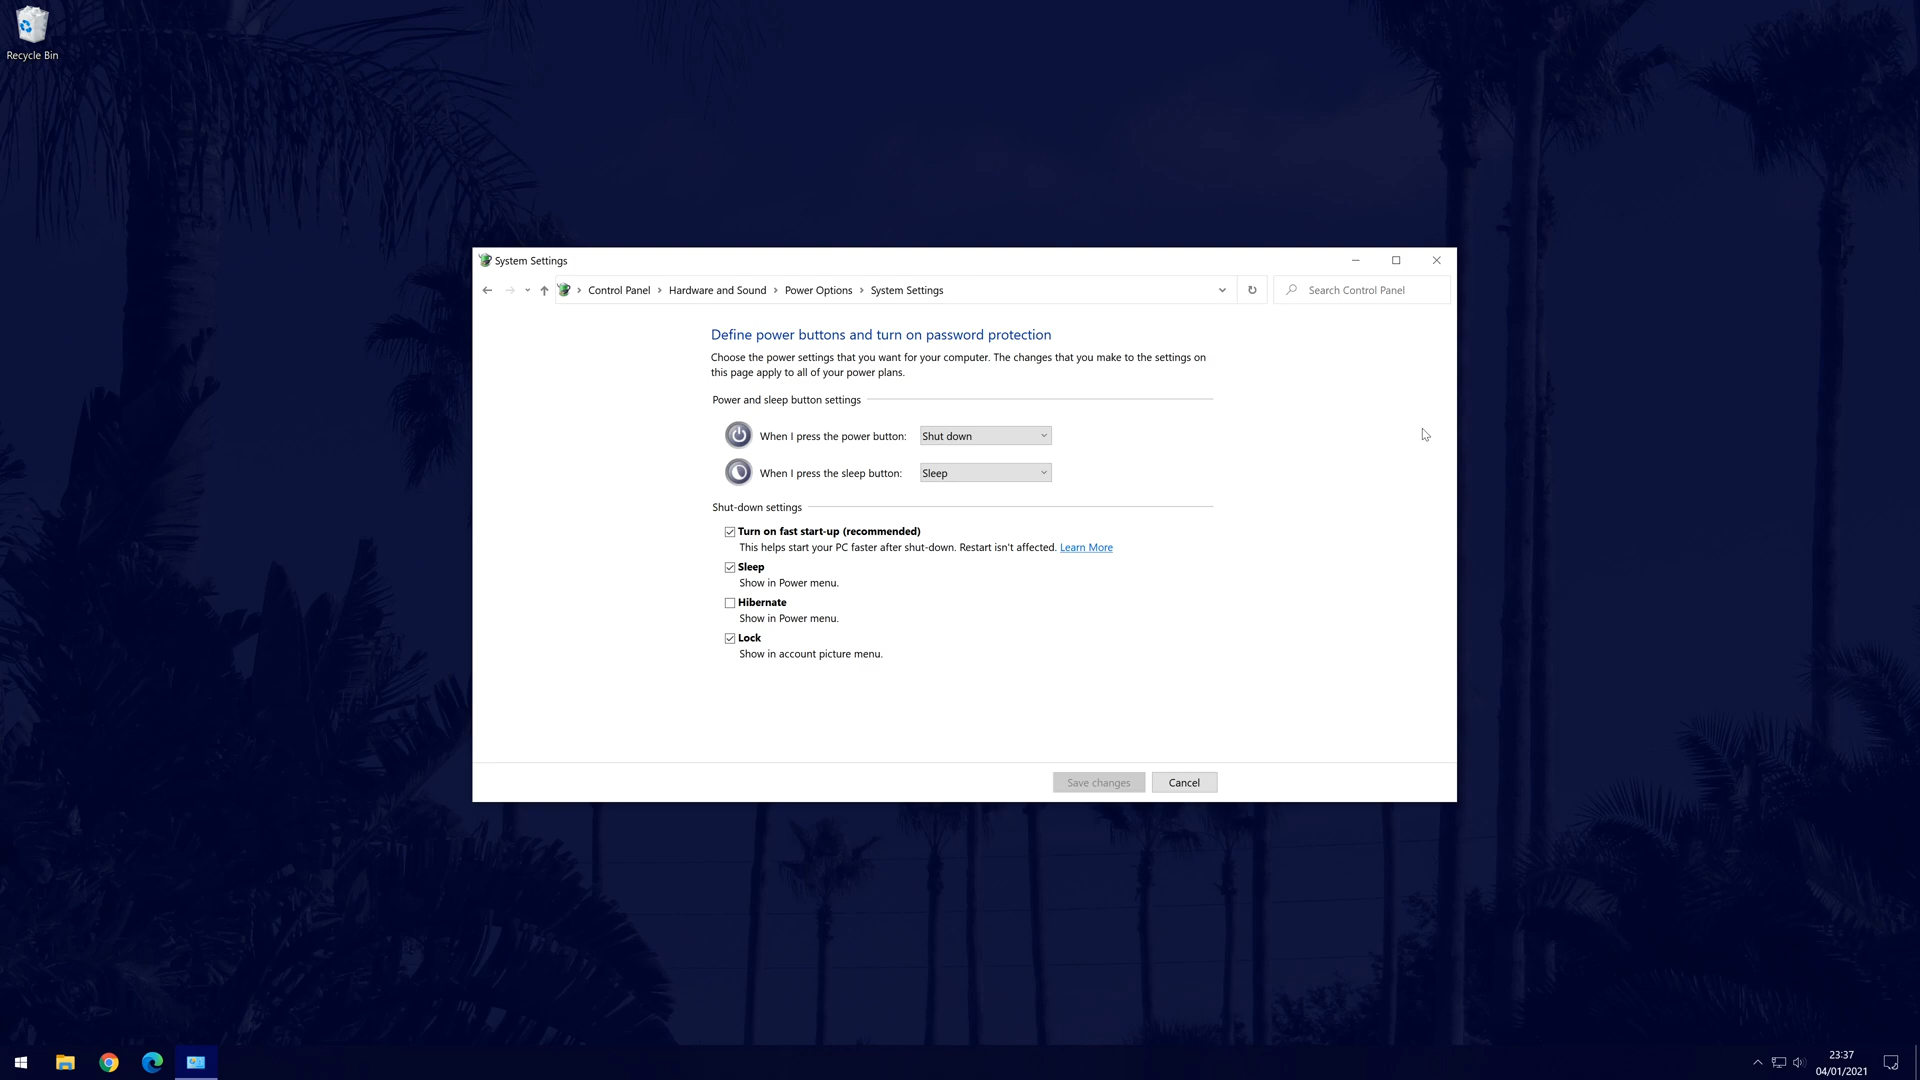 Recycle Bin
System Settings
Control Panel Hardware and Sound Power Options System Settings
Search Control Panel
Define power buttons and turn on password protection
Choose the power settings that you want for your computer. The changes that you make to the settings on
this page apply to all of your power plans.
Power and sleep button settings
When I press the power button: Shut down
When I press the sleep button: Sleep
Shut-down settings
Turn on fast start-up (recommended)
This helps start your PC faster after shut-down. Restart isn't affected. Learn More
Sleep
Show in Power menu.
Hibernate
Show in Power menu.
Lock
Show in account picture menu.
Save changes Cancel
23:37
04/01/2021